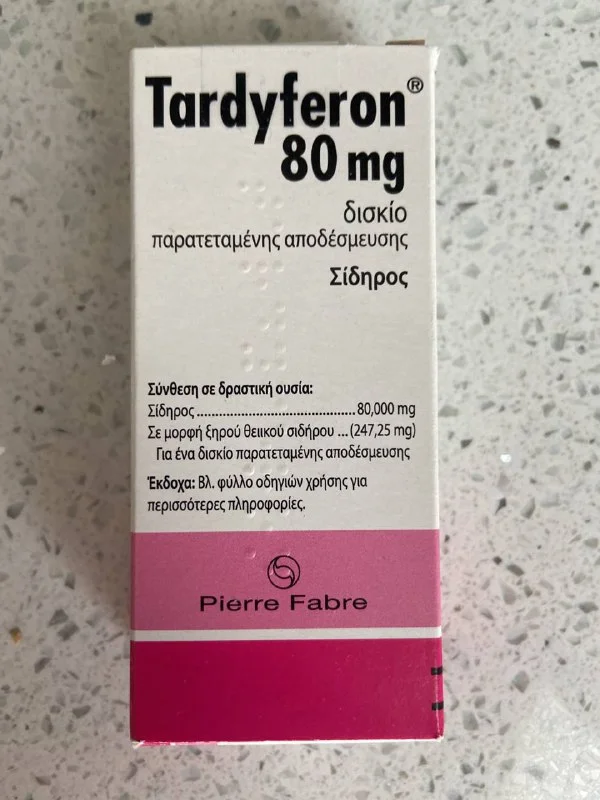 Tardyferon®
80 mg
δισκίο
παρατεταμένης αποδέσμευσης
Σίδηρος
Σύνθεση σε δραστική ουσία:
Σίδηρος ............................................ 80,000 mg
Σε μορφή ξηρού θειικού σιδήρου ... (247,25 mg)
Για ένα δισκίο παρατεταμένης αποδέσμευσης
Έκδοχα: Βλ. φύλλο οδηγιών χρήσης για
περισσότερες πληροφορίες.
Pierre Fabre